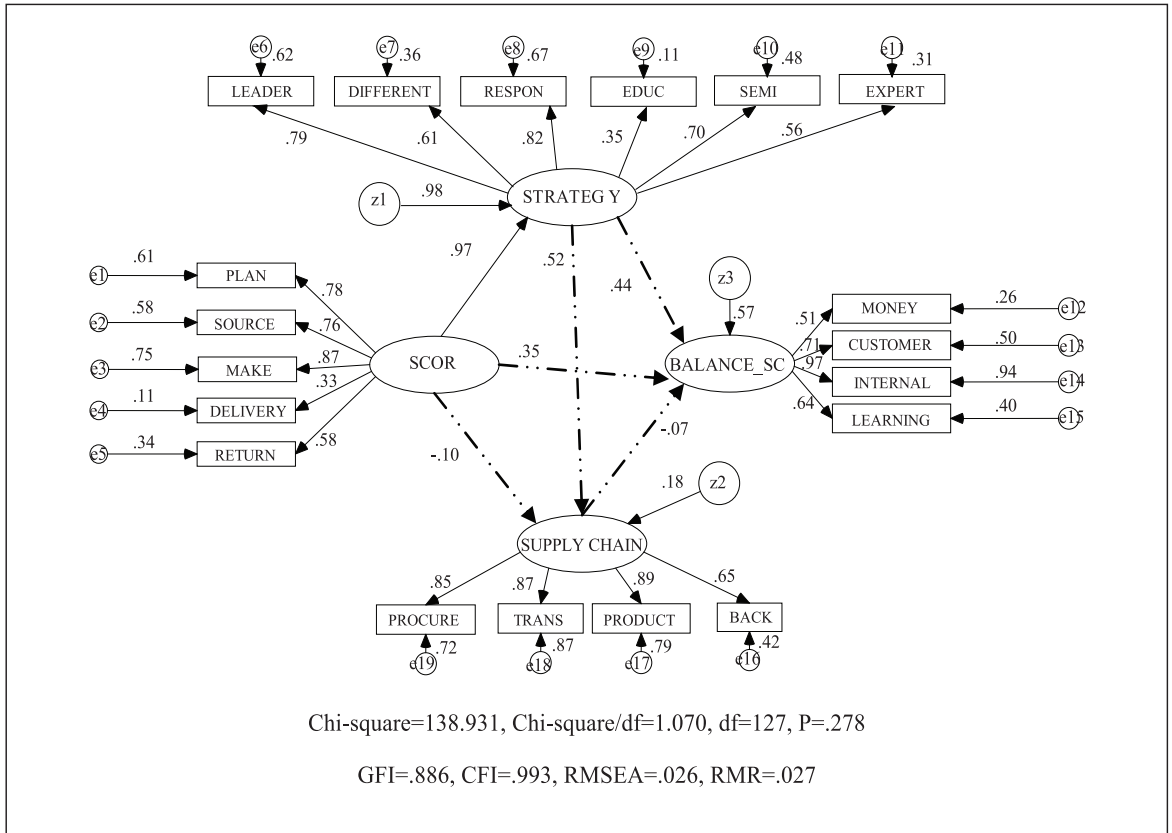 e6 e7 e8 e9 e10 e11
.62 .36 .67 .11 .48 .31
LEADER DIFFERENT RESPON EDUC SEMI EXPERT
.79 .61 .82 .35 .70 .56
z1 .98 STRATEG Y
.97 .52 .44 z3
.57
e1 .61 PLAN .78
e2 .58 SOURCE .76
e3 .75 MAKE .87
e4 .11 DELIVERY .33
e5 .34 RETURN .58
SCOR .35 BALANCE_SC
.51 MONEY .26 e12
.71 CUSTOMER .50 e13
.97 INTERNAL .94 e14
.64 LEARNING .40 e15
-.10 -.07
.18 z2
SUPPLY CHAIN
.85 .87 .89 .65
PROCURE TRANS PRODUCT BACK
.72 .87 .79 .42
e19 e18 e17 e16
Chi-square=138.931, Chi-square/df=1.070, df=127, P=.278
GFI=.886, CFI=.993, RMSEA=.026, RMR=.027